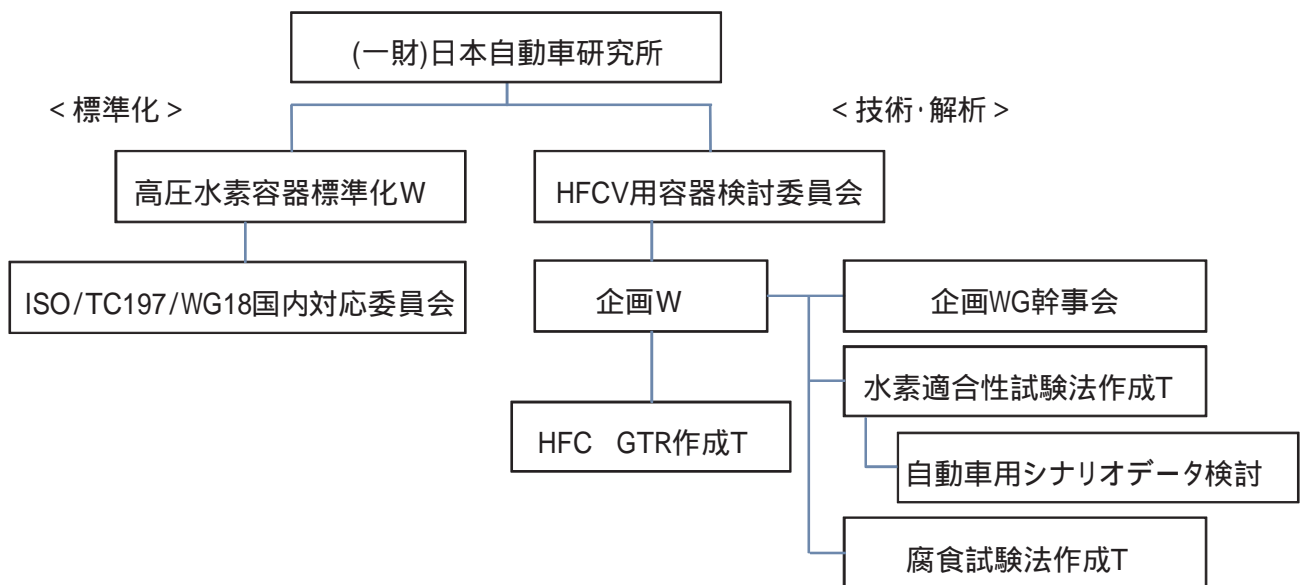 (一財)日本自動車研究所
<標準化>
<技術・解析>
高圧水素容器標準化W
HFCV用容器検討委員会
ISO/TC197/WG18国内対応委員会
企画W
企画WG幹事会
水素適合性試験法作成T
HFC GTR作成T
自動車用シナリオデータ検討
腐食試験法作成T